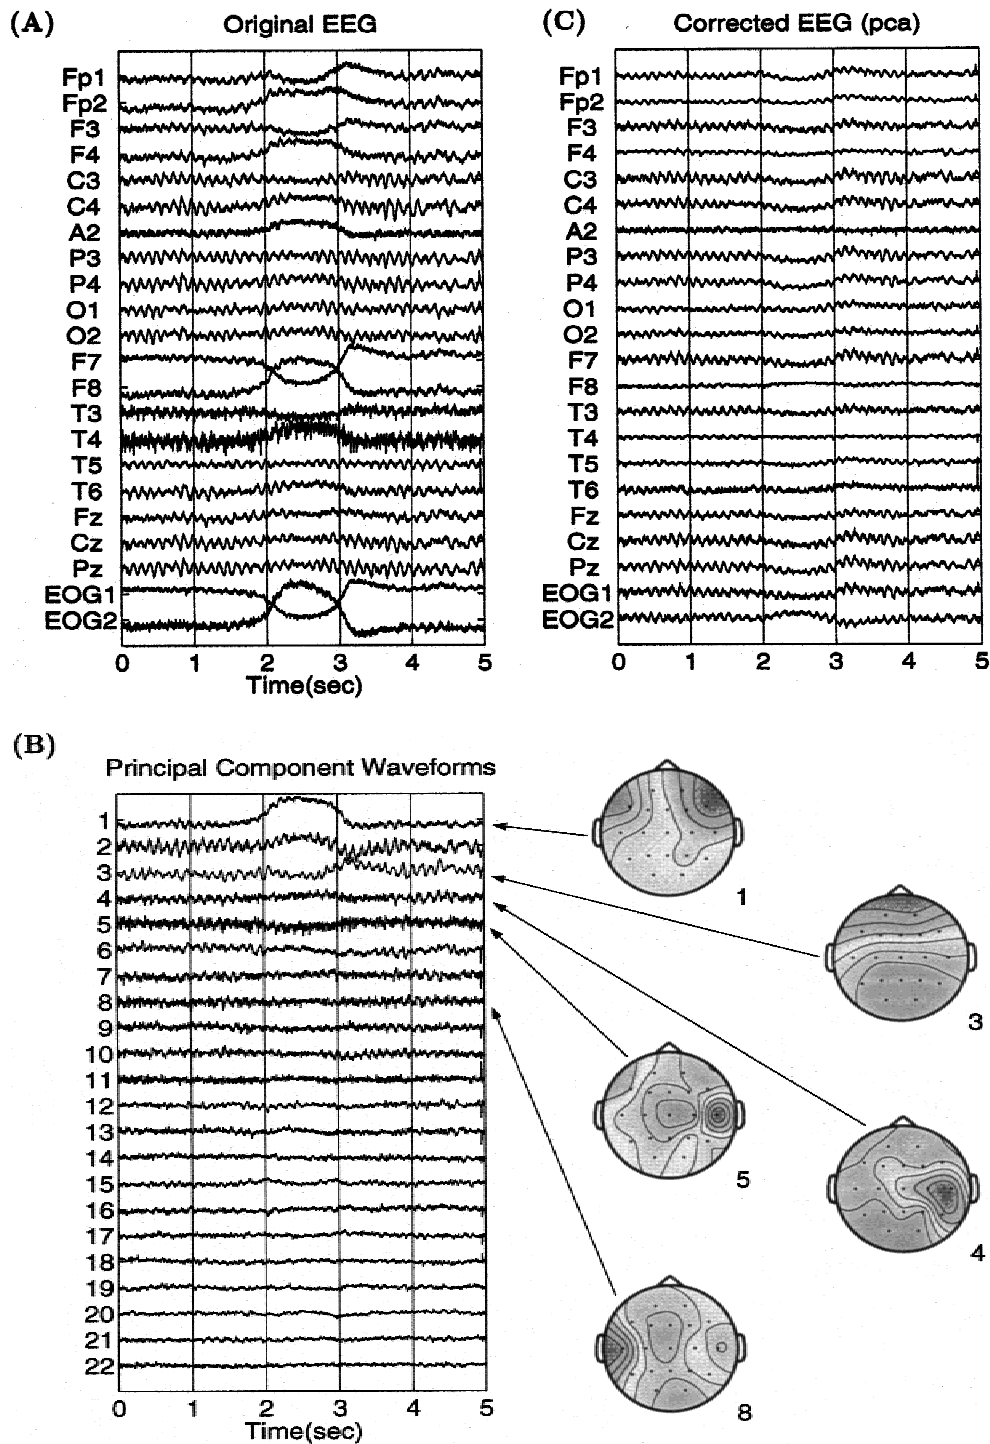 (A)
Original EEG
Fp1
Fp2
F3
F4
C3
C4
A2
P3
P4
O1
O2
F7
F8
T3
T4
T5
T6
Fz
Cz
Pz
EOG1
EOG2
0 1 2 3 4 5
Time(sec)
(C)
Corrected EEG (pca)
Fp1
Fp2
F3
F4
C3
C4
A2
P3
P4
O1
O2
F7
F8
T3
T4
T5
T6
Fz
Cz
Pz
EOG1
EOG2
0 1 2 3 4 5
(B)
Principal Component Waveforms
1
2
3
4
5
6
7
8
9
10
11
12
13
14
15
16
17
18
19
20
21
22
0 1 2 3 4 5
Time(sec)
1
3
5
4
8